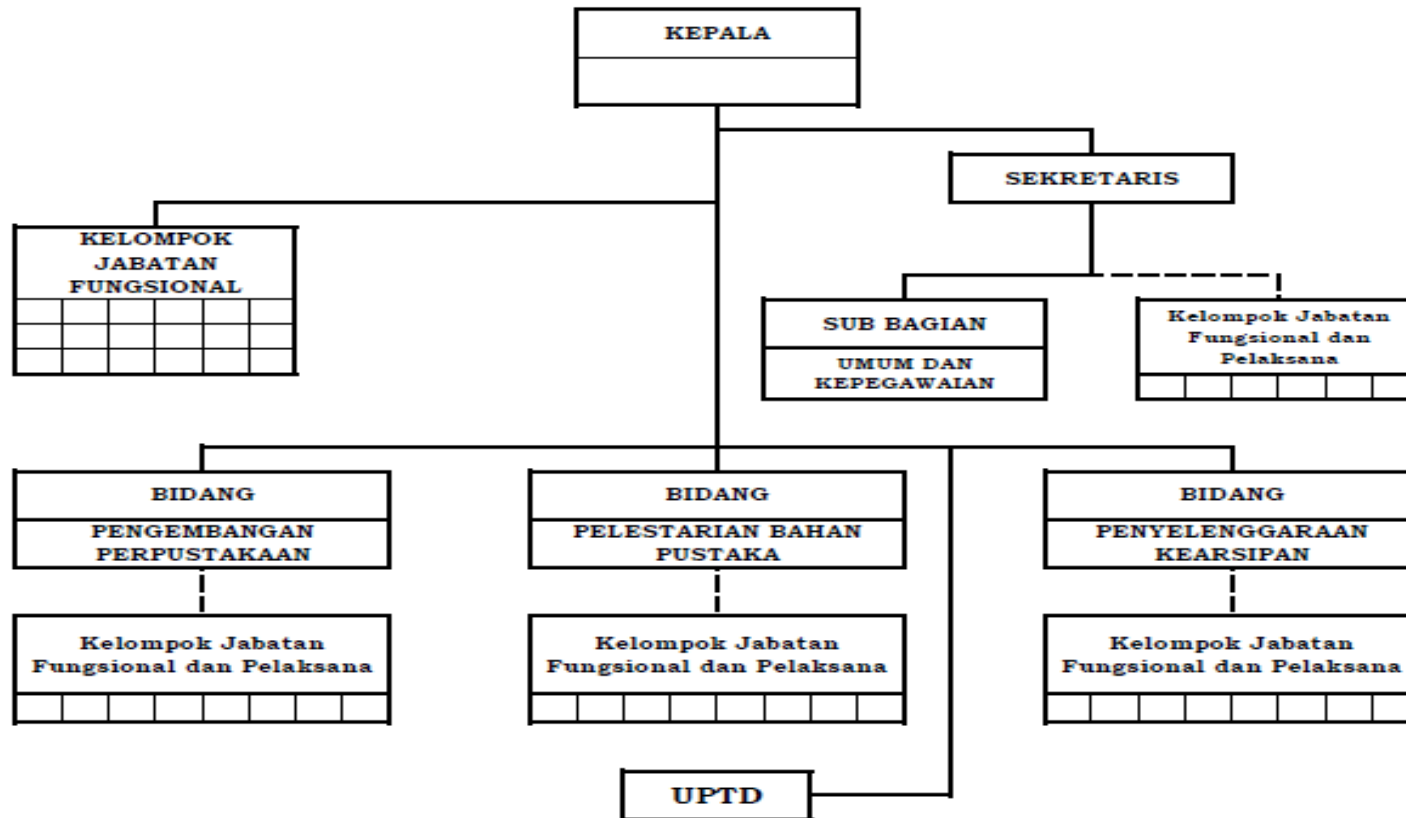 KEPALA
SEKRETARIS
KELOMPOK
JABATAN
FUNGSIONAL
SUB BAGIAN
UMUM DAN
KEPEGAWAIAN
Kelompok Jabatan
Fungsional dan
Pelaksana
BIDANG
PENGEMBANGAN
PERPUSTAKAAN
BIDANG
PELESTARIAN BAHAN
PUSTAKA
BIDANG
PENYELENGGARAAN
KEARSIPAN
Kelompok Jabatan
Fungsional dan Pelaksana
Kelompok Jabatan
Fungsional dan Pelaksana
Kelompok Jabatan
Fungsional dan Pelaksana
UPTD